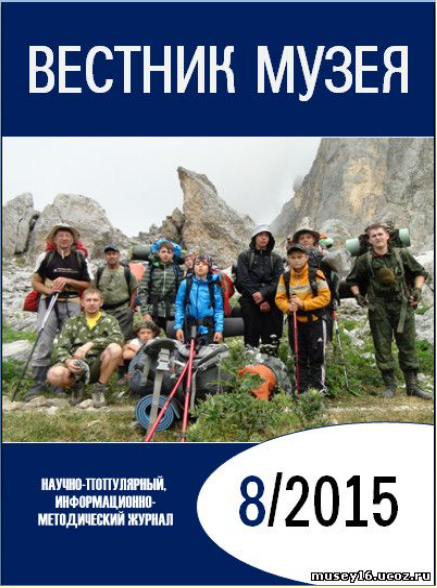 ВЕСТНИК МУЗЕЯ
НАУЧНО-ПОПУЛЯРНЫЙ,
ИНФОРМАЦИОННО-
МЕТОДИЧЕСКИЙ ЖУРНАЛ
8/2015
musey16.ucoz.ru